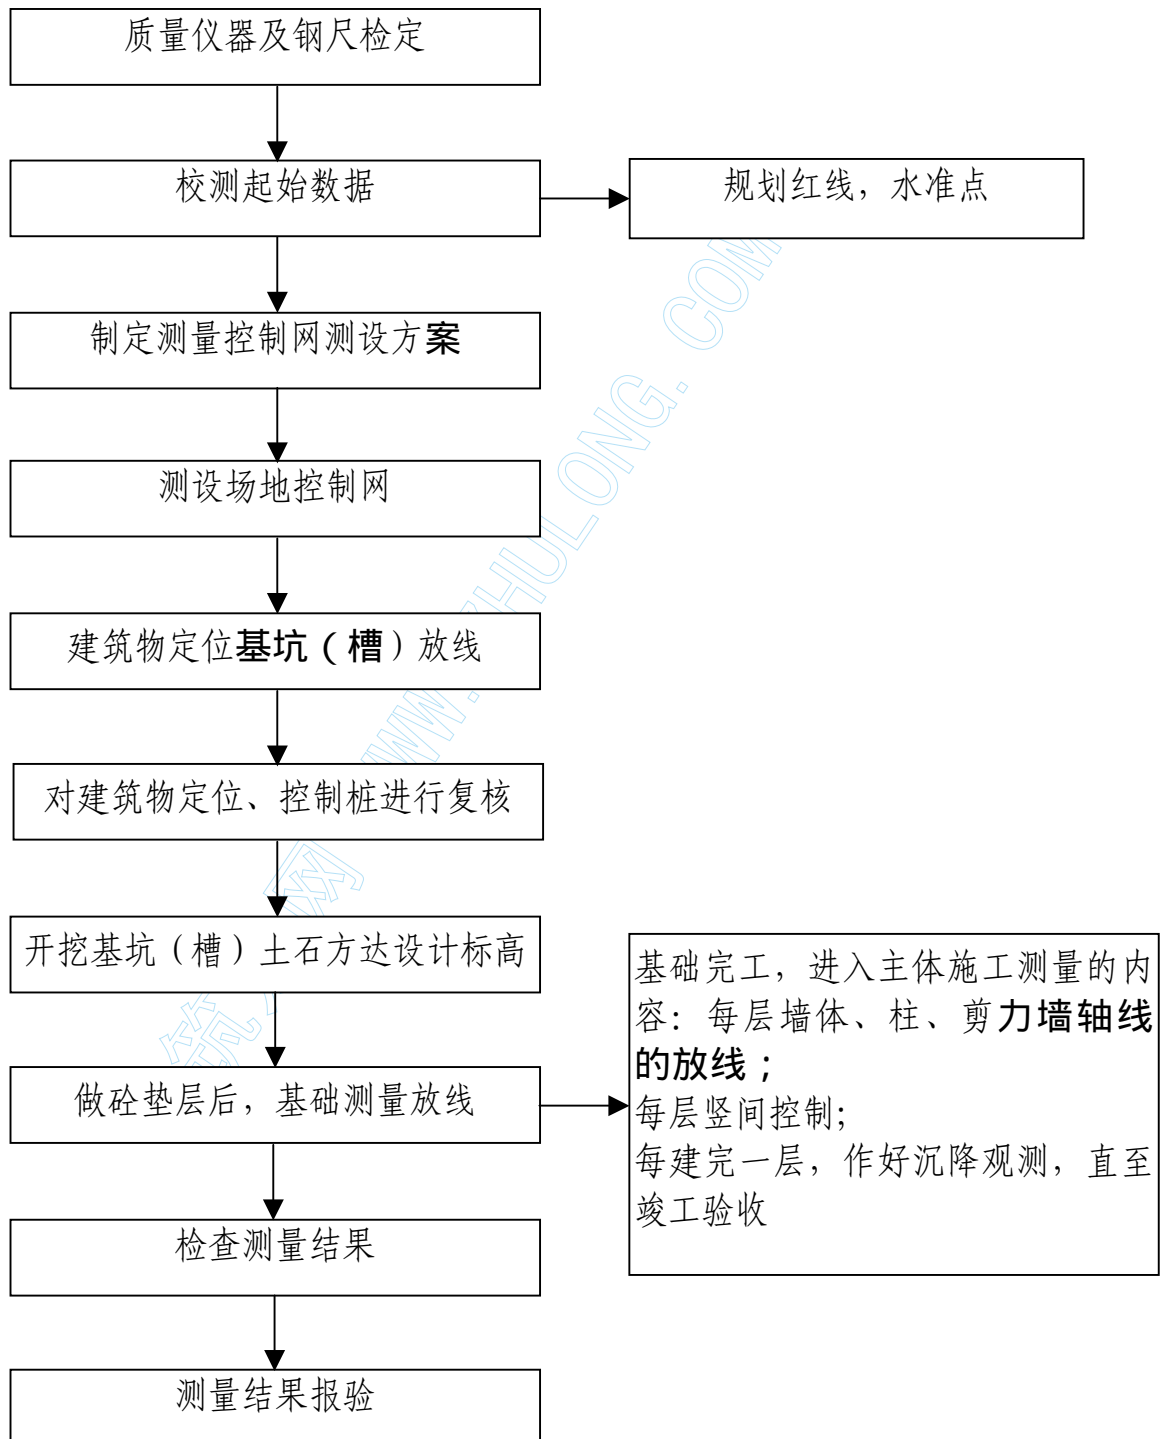 质量仪器及钢尺检定
校测起始数据
规划红线，水准点
制定测量控制网测设方案
测设场地控制网
建筑物定位基坑（槽）放线
对建筑物定位、控制桩进行复核
开挖基坑（槽）土石方达设计标高
做砼垫层后，基础测量放线
基础完工，进入主体施工测量的内
容：每层墙体、柱、剪力墙轴线
的放线；
每层竖间控制；
每建完一层，作好沉降观测，直至
竣工验收
检查测量结果
测量结果报验
筑 网 WWW.ZHULONG.COM